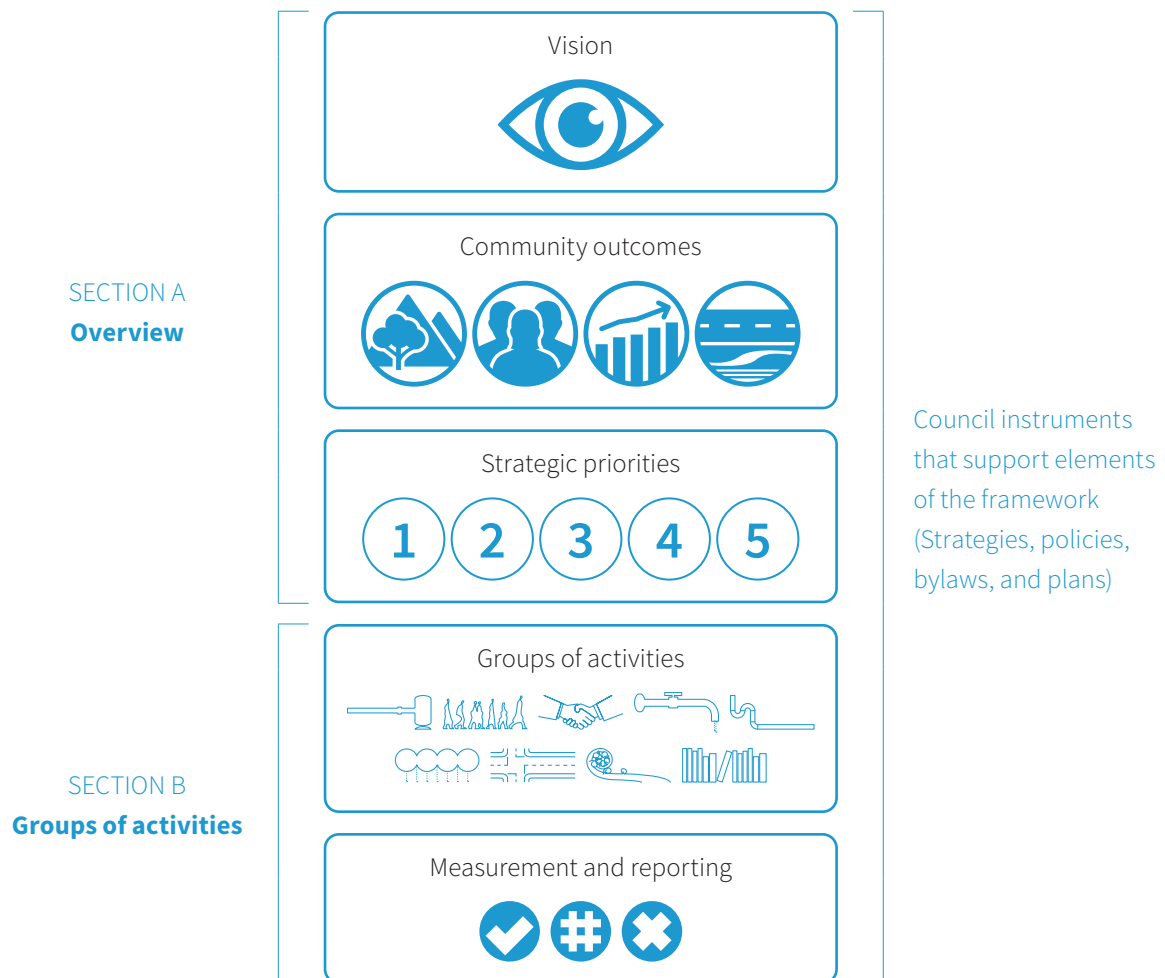 Vision
SECTION A
Overview
Community outcomes
Strategic priorities
1 2 3 4 5
Council instruments
that support elements
of the framework
(Strategies, policies,
bylaws, and plans)
SECTION B
Groups of activities
Groups of activities
Measurement and reporting
#